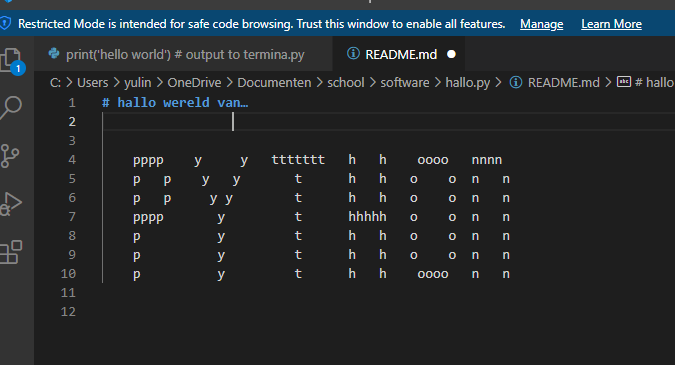 Restricted Mode is intended for safe code browsing. Trust this window to enable all features. Manage Learn More
print('hello world') # output to termina.py README.md
C: > Users > yulin > OneDrive > Documenten > school > software > hallo.py > README.md > # hallo
1 # hallo wereld van…
2
3
4     pppp    y     y   ttttttt   h   h    oooo   nnnn
5     p   p    y   y       t      h   h   o    o  n   n
6     p   p     y y        t      h   h   o    o  n   n
7     pppp       y         t      hhhhh   o    o  n   n
8     p          y         t      h   h   o    o  n   n
9     p          y         t      h   h   o    o  n   n
10    p          y         t      h   h    oooo   n   n
11
12
1